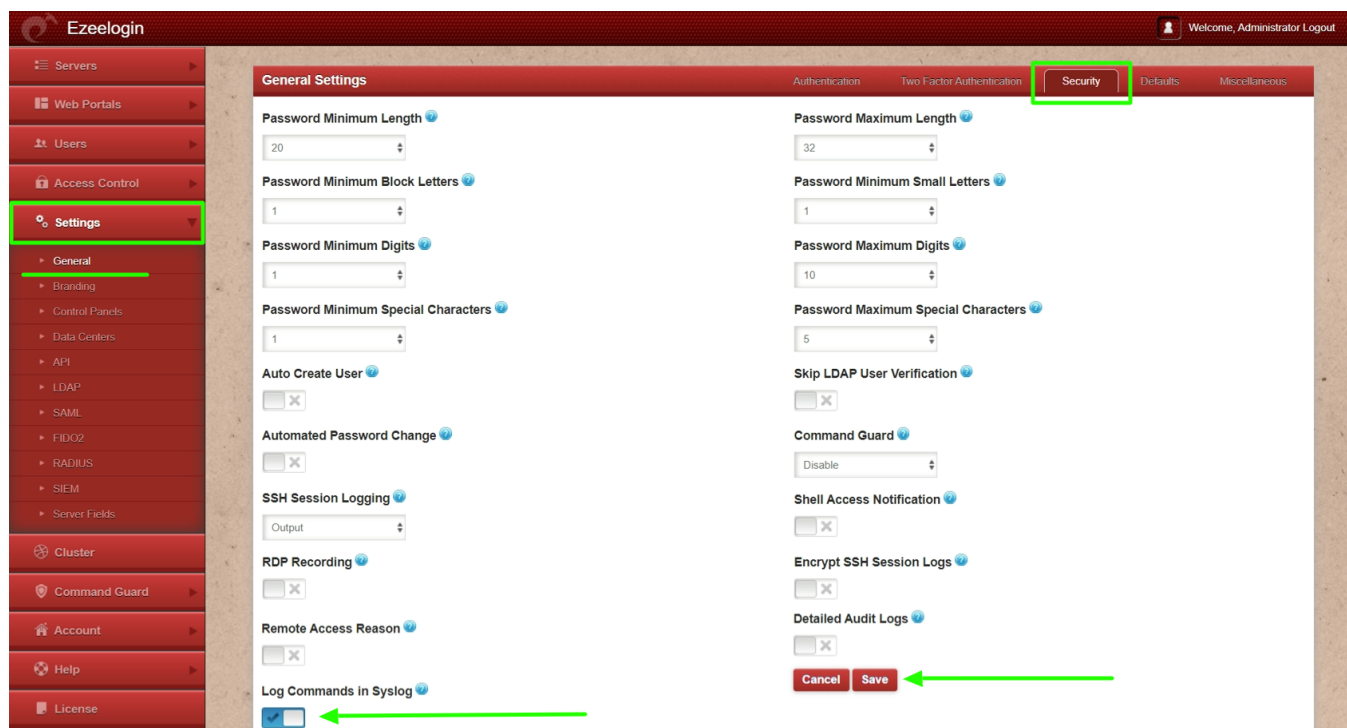 Ezeelogin
Welcome, Administrator Logout
Servers
Web Portals
Users
Access Control
Settings
General
Branding
Control Panels
Data Centers
API
LDAP
SAML
FIDO2
RADIUS
SIEM
Server Fields
Cluster
Command Guard
Account
Help
License
General Settings
Authentication Two Factor Authentication Security Defaults Miscellaneous
Password Minimum Length Password Maximum Length
20 32
Password Minimum Block Letters Password Minimum Small Letters
1 1
Password Minimum Digits Password Maximum Digits
1 10
Password Minimum Special Characters Password Maximum Special Characters
1 5
Auto Create User Skip LDAP User Verification
Automated Password Change Command Guard
Disable
SSH Session Logging Shell Access Notification
Output
RDP Recording Encrypt SSH Session Logs
Remote Access Reason Detailed Audit Logs
Cancel Save
Log Commands in Syslog